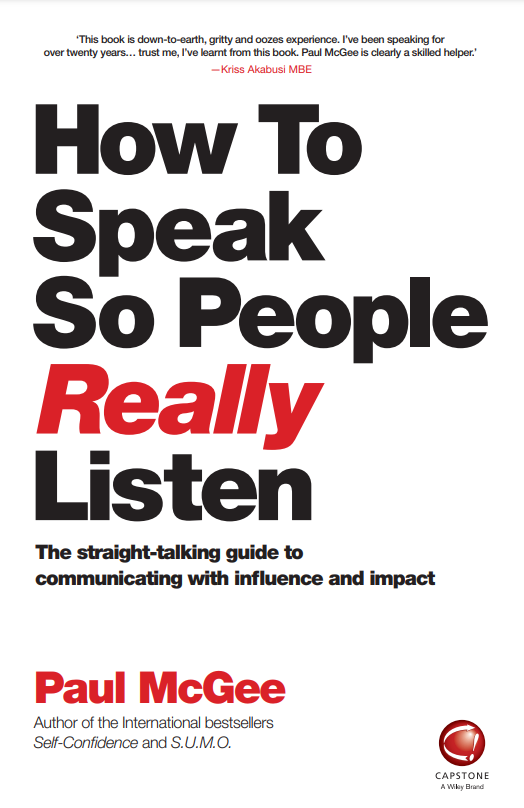 ‘This book is down-to-earth, gritty and oozes experience. I’ve been speaking for
over twenty years… trust me, I’ve learnt from this book. Paul McGee is clearly a skilled helper.’
—Kriss Akabusi MBE
How To
Speak
So People
Really
Listen
The straight-talking guide to
communicating with influence and impact
Paul McGee
Author of the International bestsellers
Self-Confidence and S.U.M.O.
CAPSTONE
A Wiley Brand